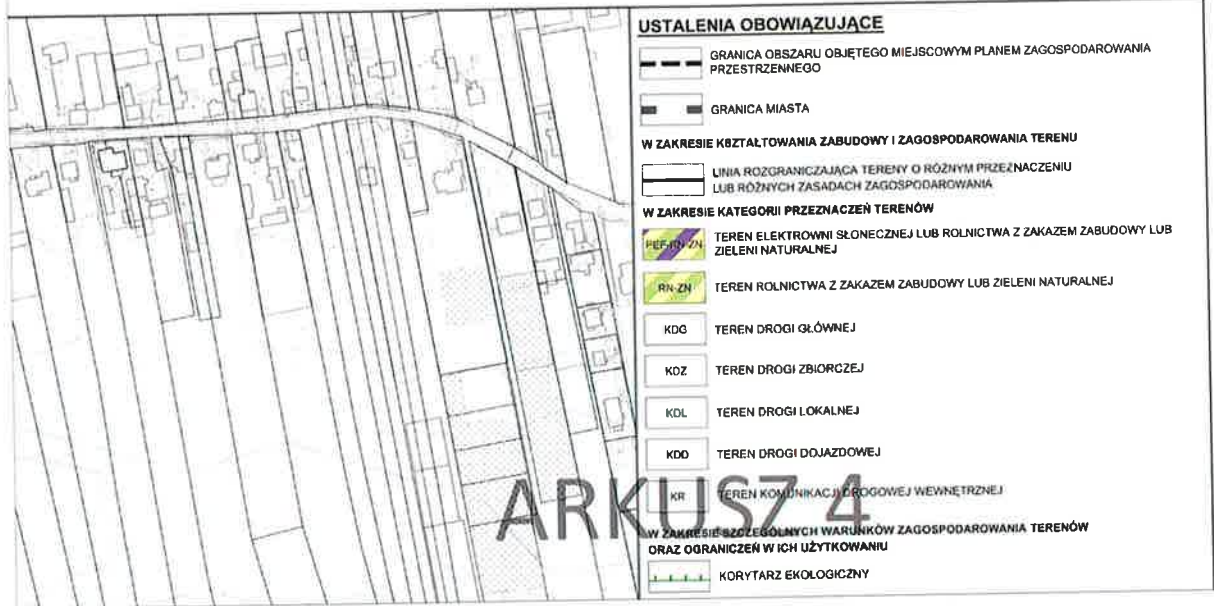 USTALENIA OBOWIĄZUJĄCE
GRANICA OBSZARU OBJĘTEGO MIEJSCOWYM PLANEM ZAGOSPODAROWANIA
PRZESTRZENNEGO
GRANICA MIASTA
W ZAKRESIE KSZTAŁTOWANIA ZABUDOWY I ZAGOSPODAROWANIA TERENU
LINIA ROZGRANICZAJĄCA TERENY O RÓŻNYM PRZEZNACZENIU
LUB RÓŻNYCH ZASADACH ZAGOSPODAROWANIA
W ZAKRESIE KATEGORII PRZEZNACZEŃ TERENÓW
PEF-RN-ZN TEREN ELEKTROWNI SŁONECZNEJ LUB ROLNICTWA Z ZAKAZEM ZABUDOWY LUB
ZIELENI NATURALNEJ
RN-ZN TEREN ROLNICTWA Z ZAKAZEM ZABUDOWY LUB ZIELENI NATURALNEJ
KDG TEREN DROGI GŁÓWNEJ
KDZ TEREN DROGI ZBIORCZEJ
KDL TEREN DROGI LOKALNEJ
KDD TEREN DROGI DOJAZDOWEJ
KR TEREN KOMUNIKACJI DROGOWEJ WEWNĘTRZNEJ
ARKUSZ 4
W ZAKRESIE SZCZEGÓLNYCH WARUNKÓW ZAGOSPODAROWANIA TERENÓW
ORAZ OGRANICZEŃ W ICH UŻYTKOWANIU
KORYTARZ EKOLOGICZNY